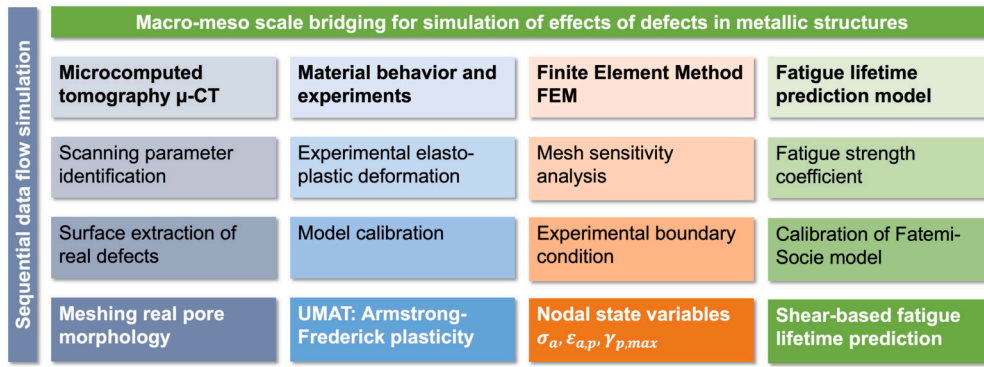 Macro-meso scale bridging for simulation of effects of defects in metallic structures
Sequential data flow simulation
Microcomputed
tomography µ-CT
Material behavior and
experiments
Finite Element Method
FEM
Fatigue lifetime
prediction model
Scanning parameter
identification
Experimental elasto-
plastic deformation
Mesh sensitivity
analysis
Fatigue strength
coefficient
Surface extraction of
real defects
Model calibration
Experimental boundary
condition
Calibration of Fatemi-
Socie model
Meshing real pore
morphology
UMAT: Armstrong-
Frederick plasticity
Nodal state variables
σ_a, ε_{a,p}, γ_{p,max}
Shear-based fatigue
lifetime prediction